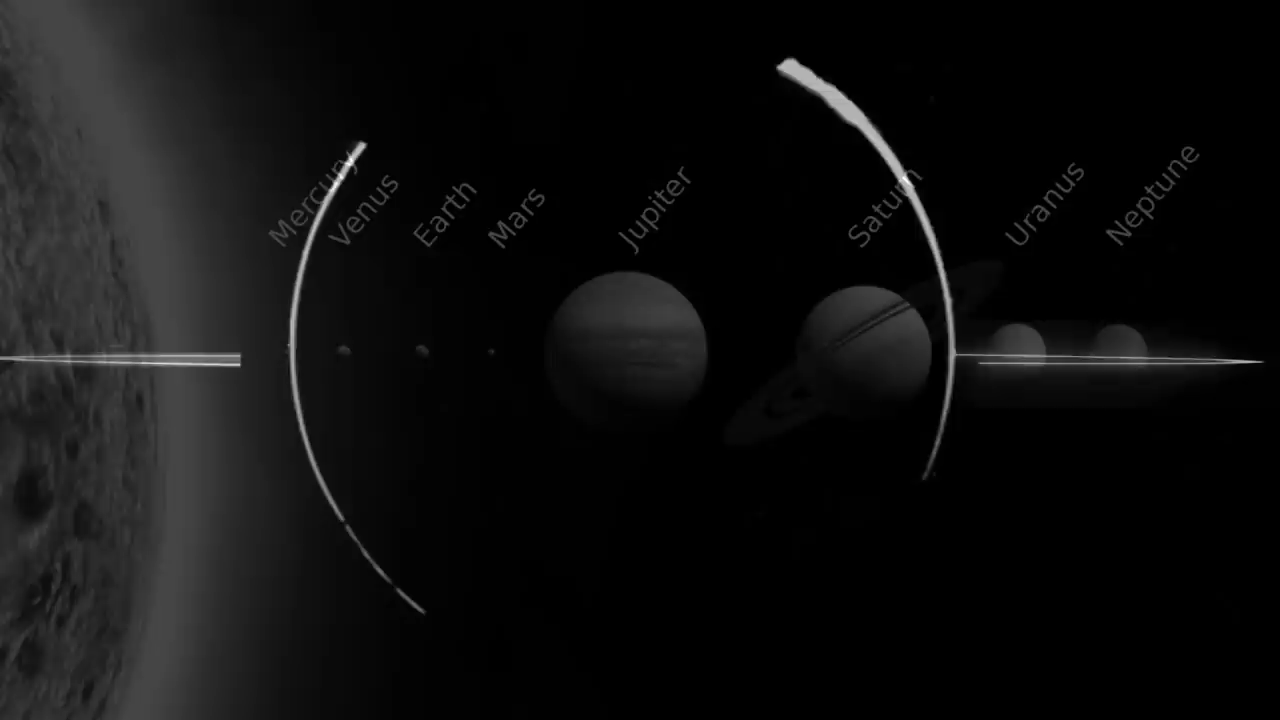 Mercury
Venus
Earth
Mars
Jupiter
Saturn
Uranus
Neptune